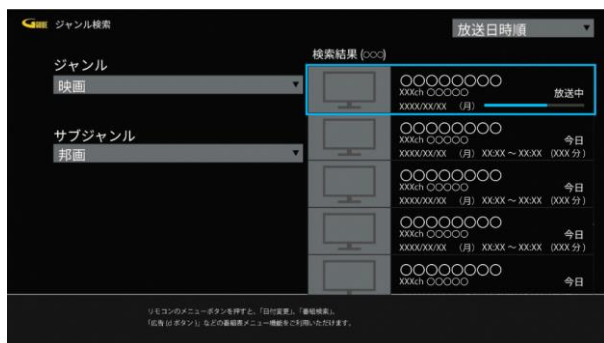 GGUIDE ジャンル検索
放送日時順
ジャンル
映画
サブジャンル
邦画
検索結果 (○○○)
○○○○○○○○
XXXch ○○○○○
放送中
XXXX/XX/XX (月)
○○○○○○○○
XXXch ○○○○○
今日
XXXX/XX/XX (月) XX:XX ～ XX:XX (XXX 分)
○○○○○○○○
XXXch ○○○○○
今日
XXXX/XX/XX (月) XX:XX ～ XX:XX (XXX 分)
○○○○○○○○
XXXch ○○○○○
今日
XXXX/XX/XX (月) XX:XX ～ XX:XX (XXX 分)
○○○○○○○○
XXXch ○○○○○
今日
リモコンのメニューボタンを押すと、「日付変更」、「番組検索」、
「広告 (d ボタン)」などの番組表メニュー機能をご利用いただけます。